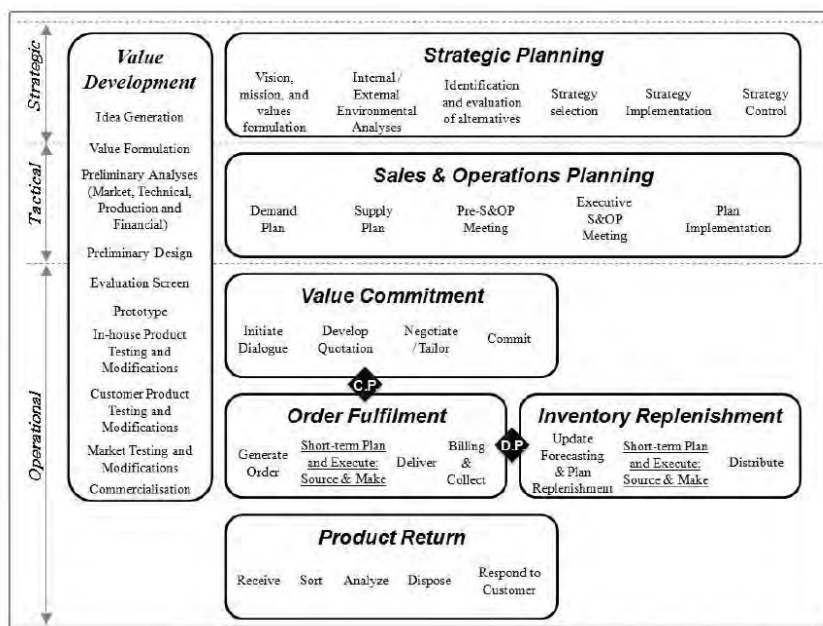 Strategic
Tactical
Operational
Value
Development
Idea Generation
Value Formulation
Preliminary Analyses
(Market, Technical,
Production and
Financial)
Preliminary Design
Evaluation Screen
Prototype
In-house Product
Testing and
Modifications
Customer Product
Testing and
Modifications
Market Testing and
Modifications
Commercialisation
Strategic Planning
Vision,
mission, and
values
formulation
Internal /
External
Environmental
Analyses
Identification
and evaluation
of alternatives
Strategy
selection
Strategy
Implementation
Strategy
Control
Sales & Operations Planning
Demand
Plan
Supply
Plan
Pre-S&OP
Meeting
Executive
S&OP
Meeting
Plan
Implementation
Value Commitment
Initiate
Dialogue
Develop
Quotation
Negotiate
/Tailor
Commit
C.P
Order Fulfilment
Generate
Order
Short-term Plan
and Execute:
Source & Make
Deliver
Billing
&
Collect
D.P
Inventory Replenishment
Update
Forecasting
& Plan
Replenishment
Short-term Plan
and Execute:
Source & Make
Distribute
Product Return
Receive
Sort
Analyze
Dispose
Respond to
Customer